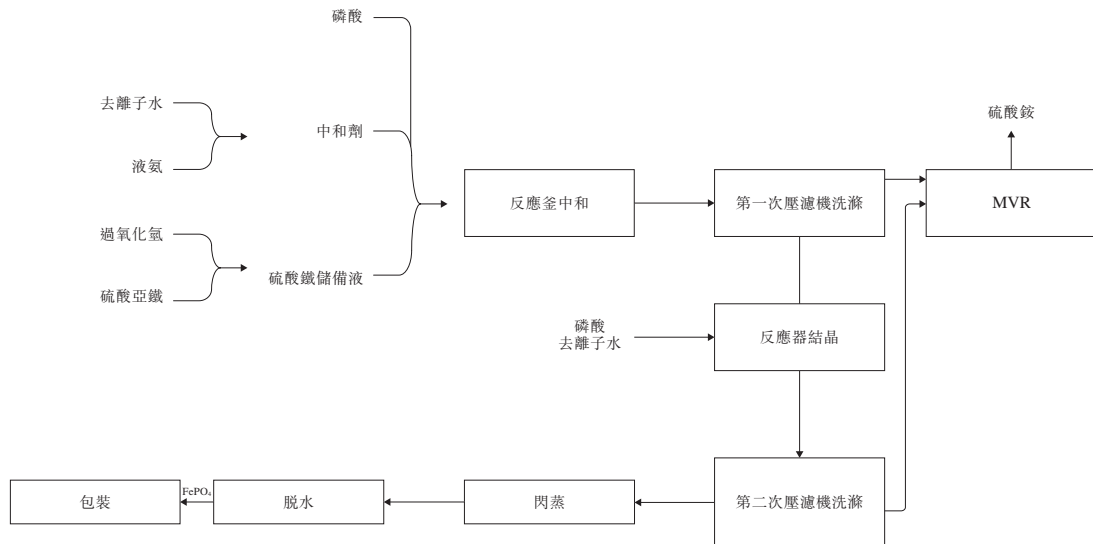 磷酸
去離子水
中和劑
液氨
硫酸銨
反應釜中和
第一次壓濾機洗滌
MVR
過氧化氫
硫酸鐵儲備液
硫酸亞鐵
磷酸
去離子水
反應器結晶
包裝
FePO₄
脱水
閃蒸
第二次壓濾機洗滌